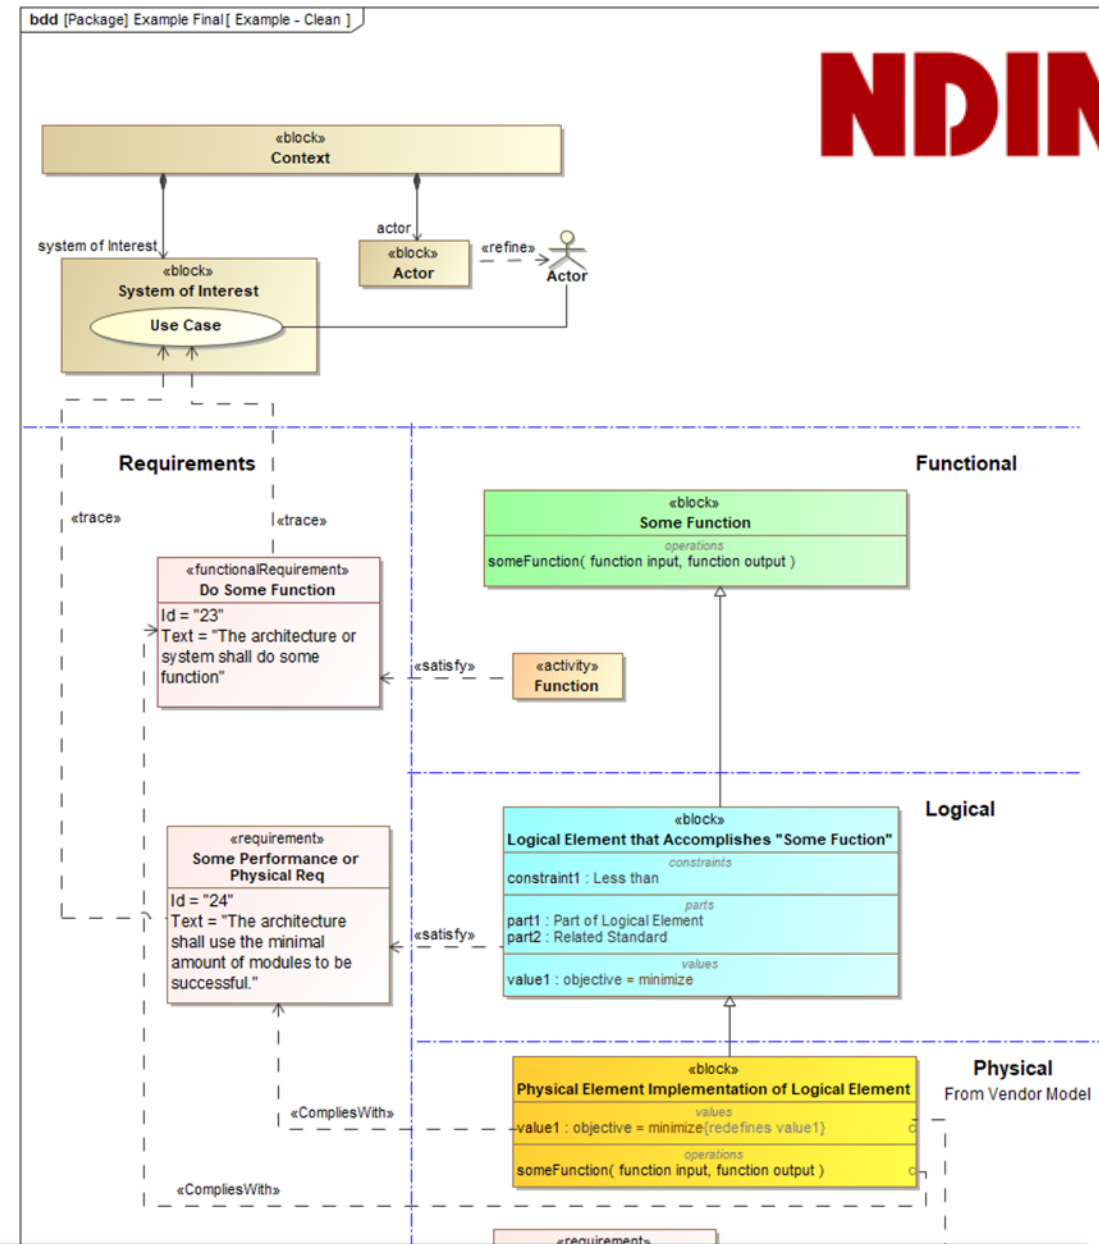 bdd [Package] Example Final[ Example - Clean ]
«block»
Context
system of Interest
actor
«block»
System of Interest
Use Case
«block»
Actor
«refine»
Actor
Requirements
Functional
«trace»
«trace»
«block»
Some Function
operations
someFunction( function input, function output )
«functionalRequirement»
Do Some Function
Id = "23"
Text = "The architecture or
system shall do some
function"
«satisfy»
«activity»
Function
Logical
«block»
Logical Element that Accomplishes "Some Fuction"
constraints
constraint1 : Less than
parts
part1 : Part of Logical Element
part2 : Related Standard
values
value1 : objective = minimize
«requirement»
Some Performance or
Physical Req
Id = "24"
Text = "The architecture
shall use the minimal
amount of modules to be
successful."
«satisfy»
Physical
From Vendor Model
«block»
Physical Element Implementation of Logical Element
values
value1 : objective = minimize{redefines value1}
operations
someFunction( function input, function output )
«CompliesWith»
«CompliesWith»
«requirement»